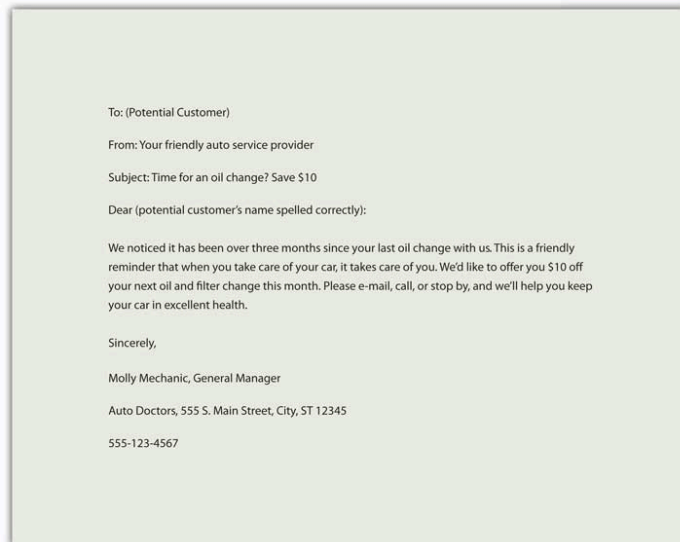 To: (Potential Customer)
From: Your friendly auto service provider
Subject: Time for an oil change? Save $10
Dear (potential customer's name spelled correctly):
We noticed it has been over three months since your last oil change with us. This is a friendly
reminder that when you take care of your car, it takes care of you. We'd like to offer you $10 off
your next oil and filter change this month. Please e-mail, call, or stop by, and we'll help you keep
your car in excellent health.
Sincerely,
Molly Mechanic, General Manager
Auto Doctors, 555 S. Main Street, City, ST 12345
555-123-4567